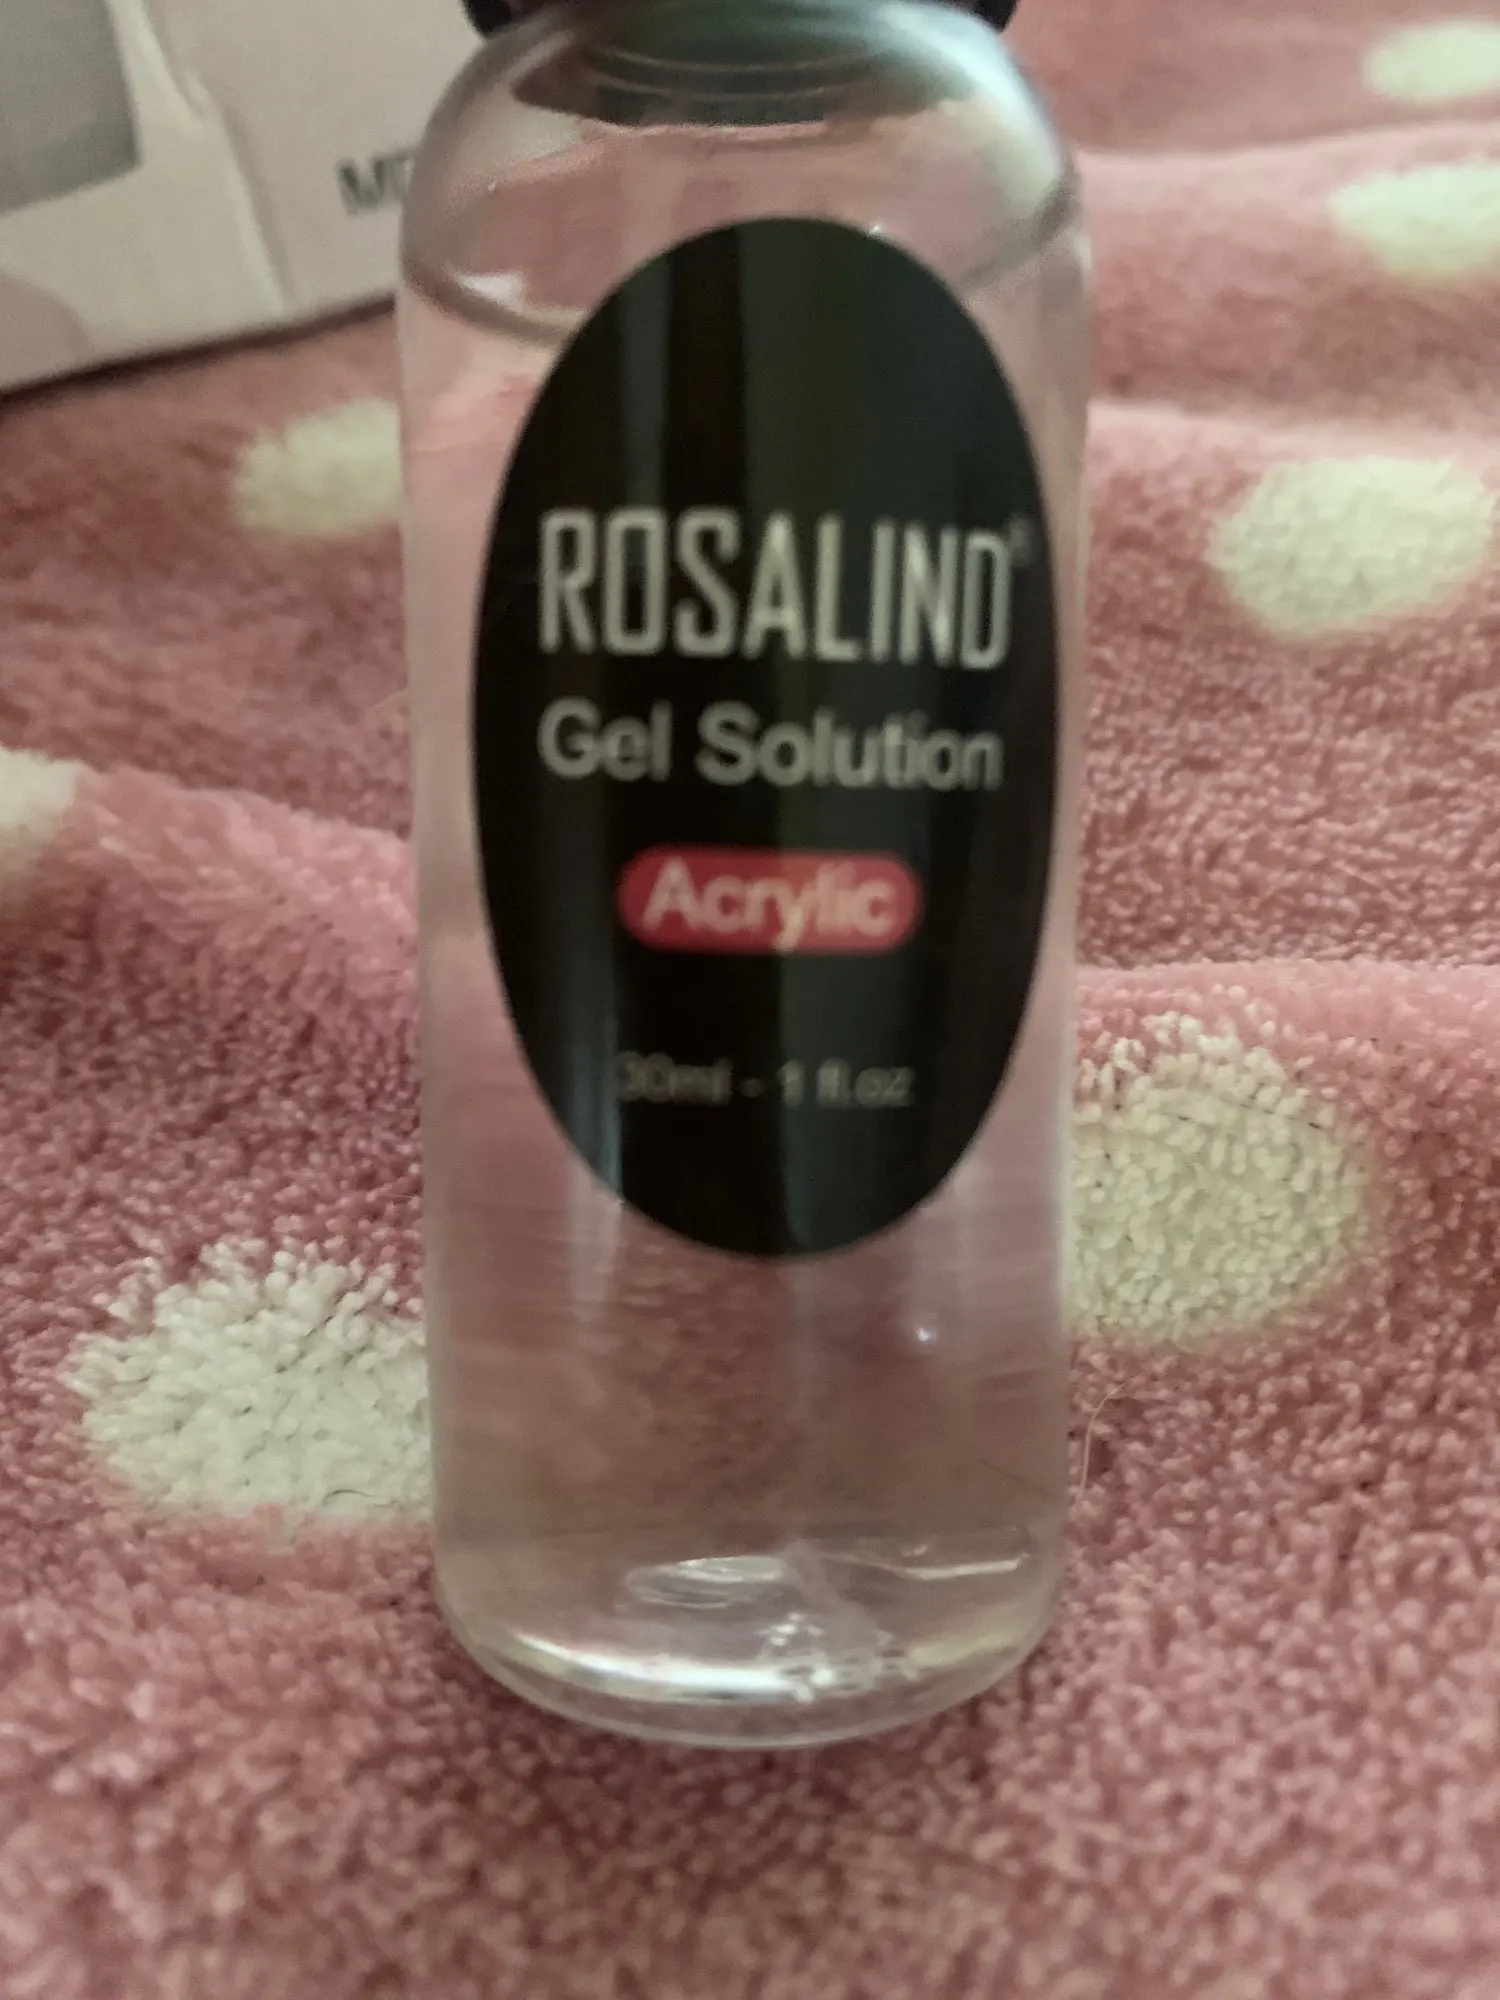 ROSALIND®
Gel Solution
Acrylic
30ml - 1 fl.oz